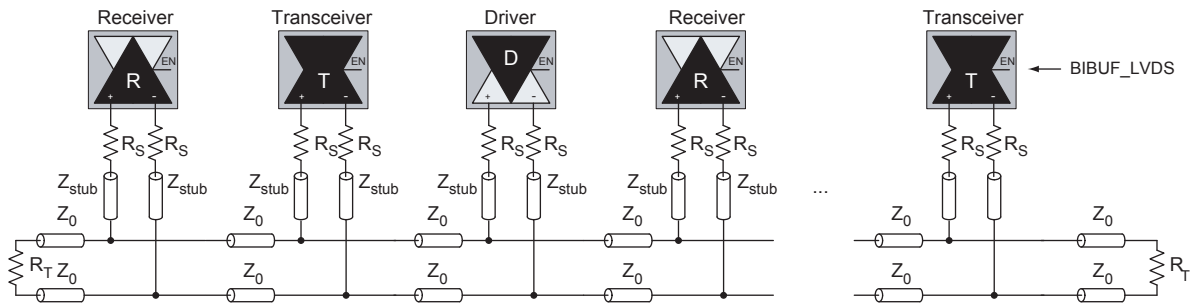 Receiver Transceiver Driver Receiver Transceiver
R EN T EN D EN R EN T EN BIBUF_LVDS
+ - + - + - + - + -
RS RS RS RS RS RS RS RS RS RS
Zstub Zstub Zstub Zstub Zstub Zstub Zstub Zstub ... Zstub Zstub
Z0 Z0 Z0 Z0 Z0 Z0
RT Z0 Z0 Z0 Z0 Z0 Z0 RT